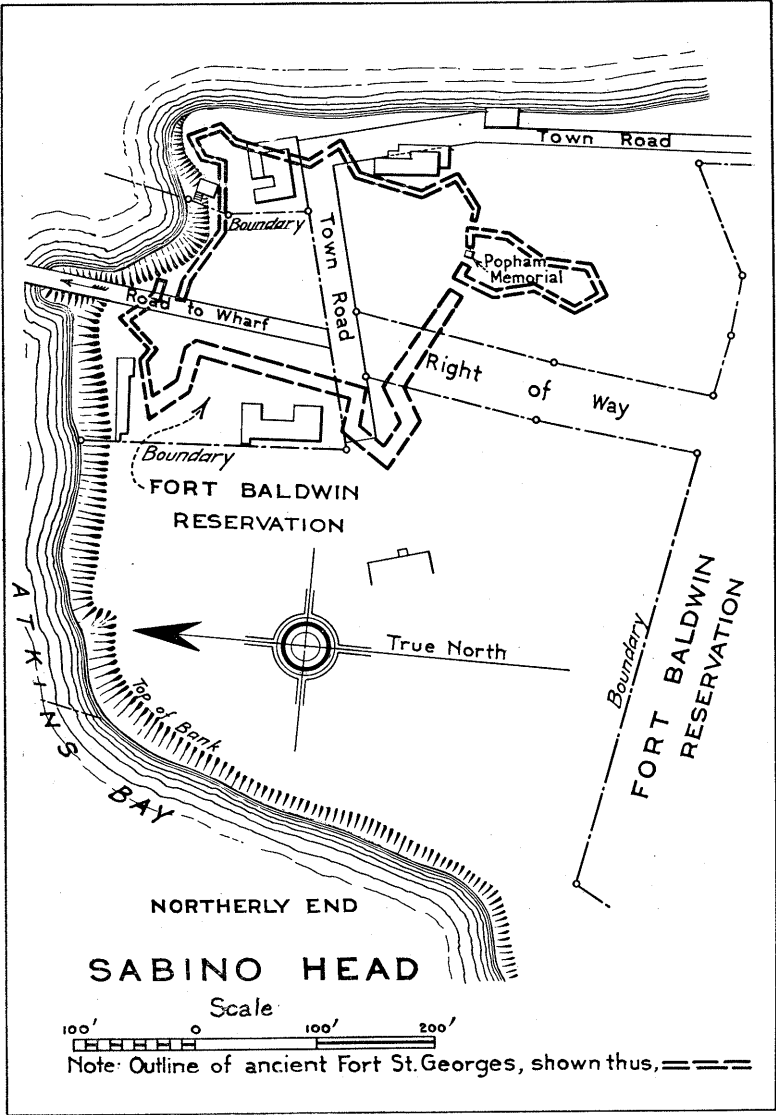 Town Road
Boundary
Town Road
Popham
Memorial
Road to Wharf
Right of Way
Boundary
FORT BALDWIN
RESERVATION
True North
Boundary
FORT BALDWIN
RESERVATION
Top of Bank
ATKINS BAY
NORTHERLY END
SABINO HEAD
Scale
100' 0 100' 200'
Note: Outline of ancient Fort St. Georges, shown thus,